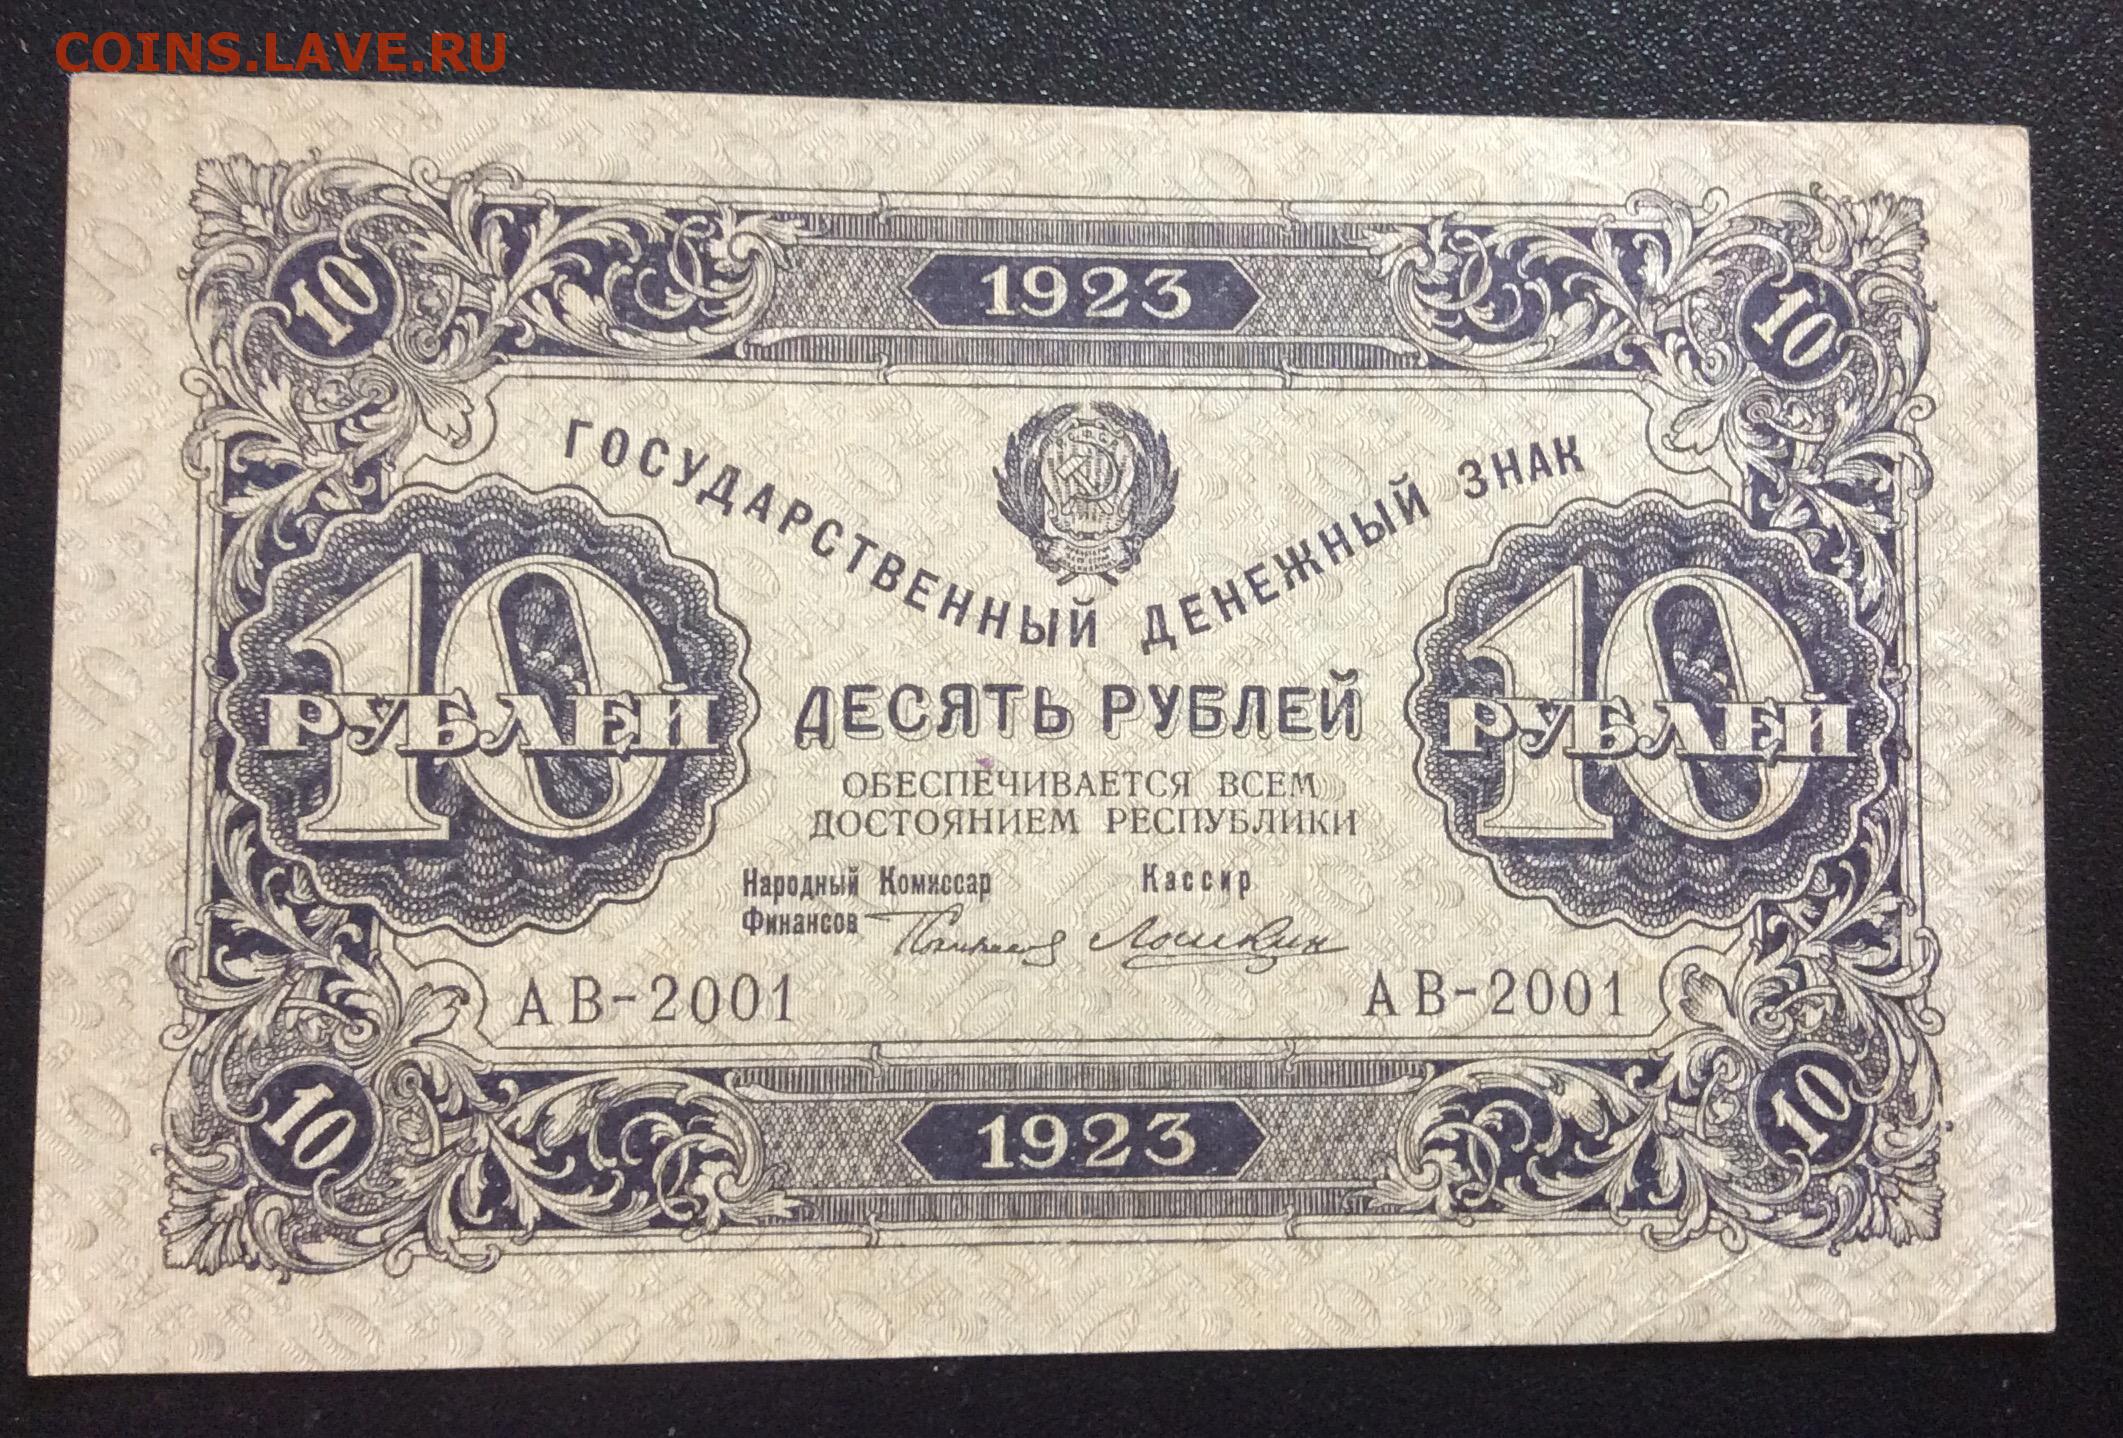 COINS.LAVE.RU
1923
10 10
ГОСУДАРСТВЕННЫЙ ДЕНЕЖНЫЙ ЗНАК
10 РУБЛЕЙ
10 РУБЛЕЙ
ДЕСЯТЬ РУБЛЕЙ
ОБЕСПЕЧИВАЕТСЯ ВСЕМ
ДОСТОЯНИЕМ РЕСПУБЛИКИ
Народный Комиссар
Финансов
Кассир
АВ-2001 АВ-2001
10 10
1923